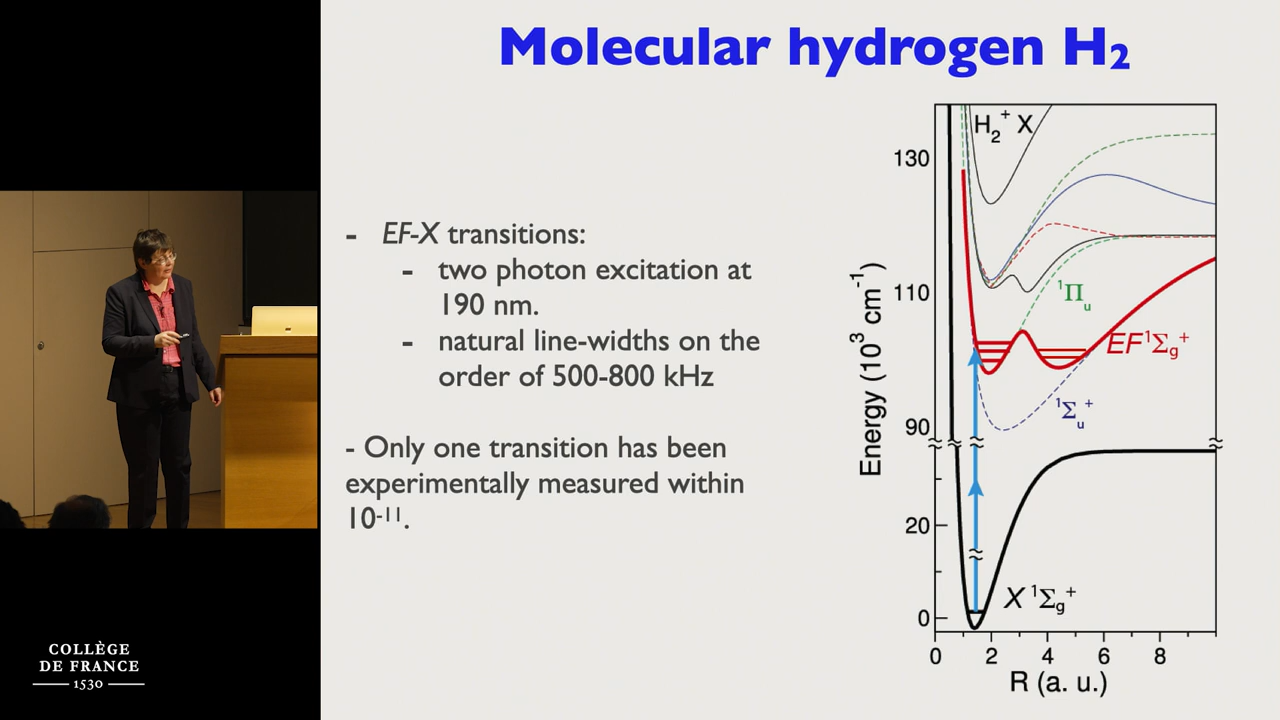 Molecular hydrogen H₂
- EF-X transitions:
- two photon excitation at
190 nm.
- natural line-widths on the
order of 500-800 kHz
- Only one transition has been
experimentally measured within
10⁻¹¹.
H₂⁺ X
130
110
90
20
0
Energy (10³ cm⁻¹)
¹Πᵤ
EF¹Σg⁺
¹Σᵤ⁺
X ¹Σg⁺
0 2 4 6 8
R (a. u.)
COLLÈGE
DE FRANCE
1530